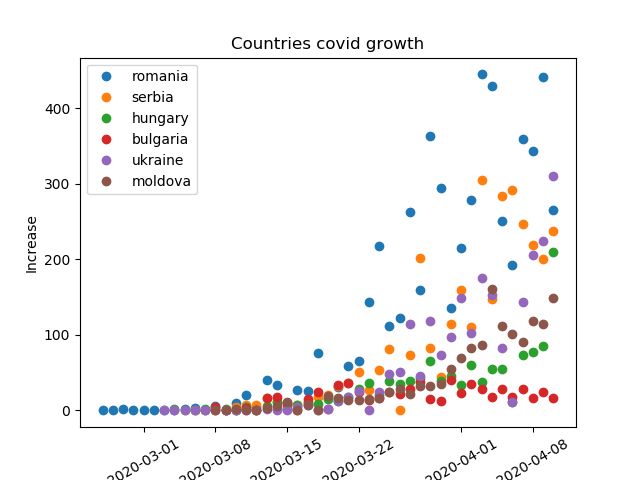 Countries covid growth
romania
serbia
hungary
bulgaria
ukraine
moldova
Increase
400
300
200
100
0
2020-03-01
2020-03-08
2020-03-15
2020-03-22
2020-04-01
2020-04-08